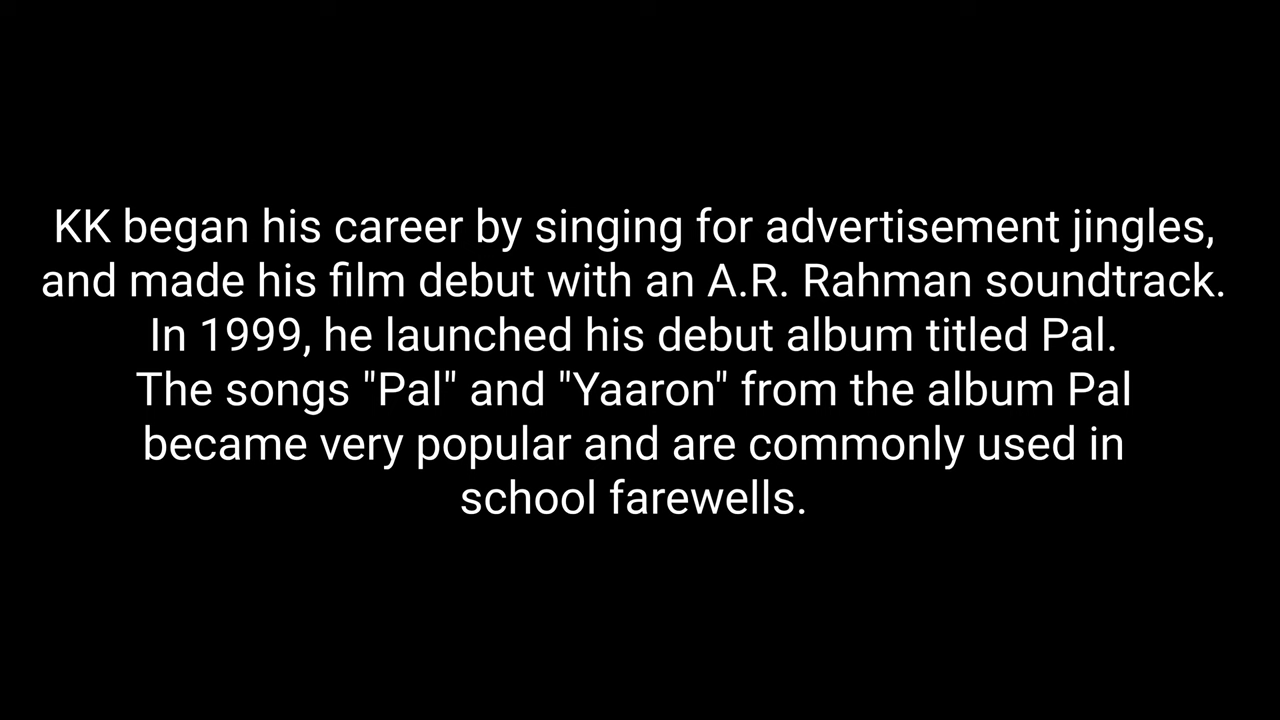 KK began his career by singing for advertisement jingles,
and made his film debut with an A.R. Rahman soundtrack.
In 1999, he launched his debut album titled Pal.
The songs "Pal" and "Yaaron" from the album Pal
became very popular and are commonly used in
school farewells.